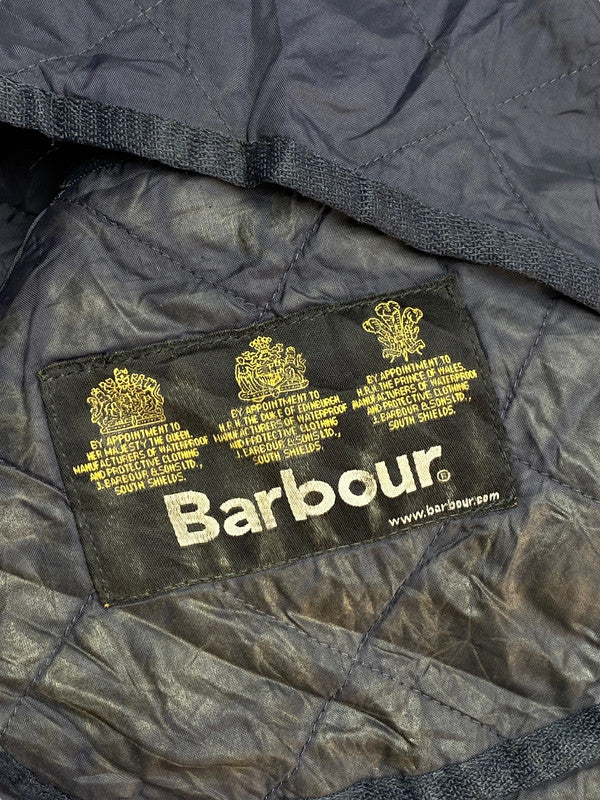 BY APPOINTMENT TO
HER MAJESTY THE QUEEN
MANUFACTURERS OF WATERPROOF
AND PROTECTIVE CLOTHING
J. BARBOUR & SONS LTD.,
SOUTH SHIELDS.
BY APPOINTMENT TO
H.R.H. THE DUKE OF EDINBURGH
MANUFACTURERS OF WATERPROOF
AND PROTECTIVE CLOTHING
J. BARBOUR & SONS LTD.,
SOUTH SHIELDS.
BY APPOINTMENT TO
H.R.H. THE PRINCE OF WALES
MANUFACTURERS OF WATERPROOF
AND PROTECTIVE CLOTHING
J. BARBOUR & SONS LTD.,
SOUTH SHIELDS.
Barbour®
www.barbour.com